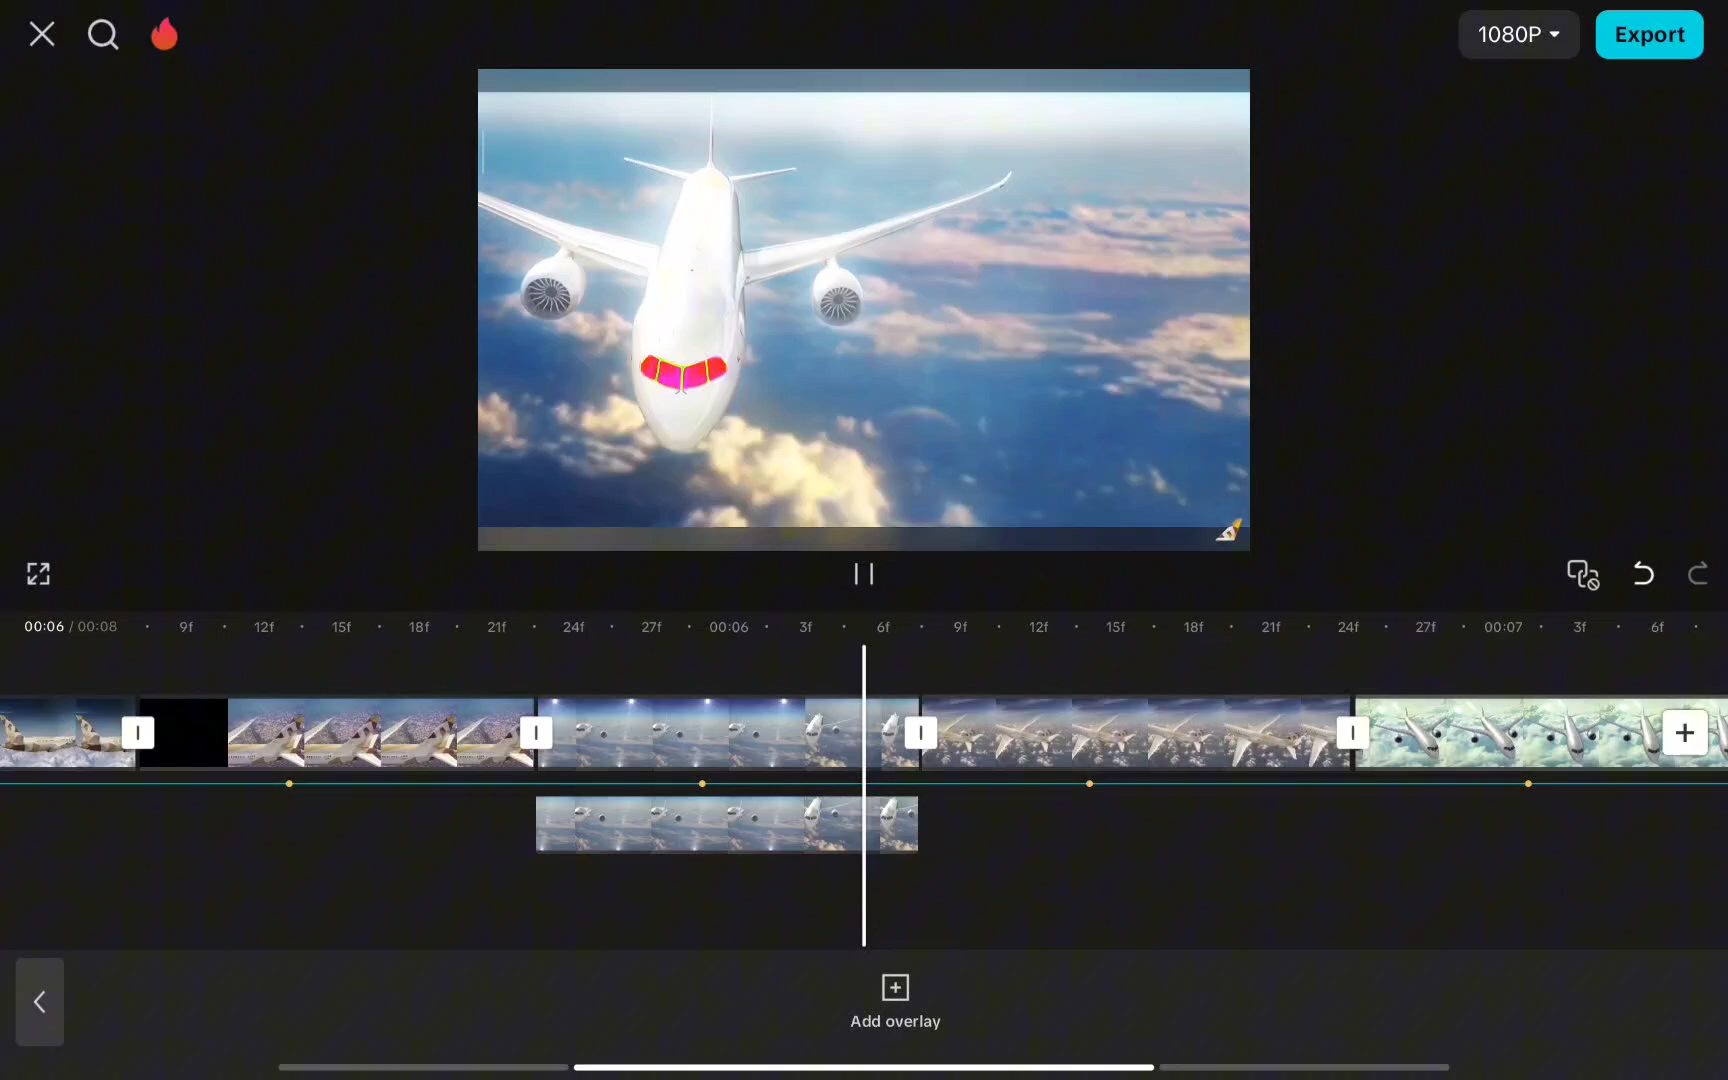 1080P
Export
00:06 / 00:08
9f
12f
15f
18f
21f
24f
27f
00:06
3f
6f
9f
12f
15f
18f
21f
24f
27f
00:07
3f
6f
Add overlay